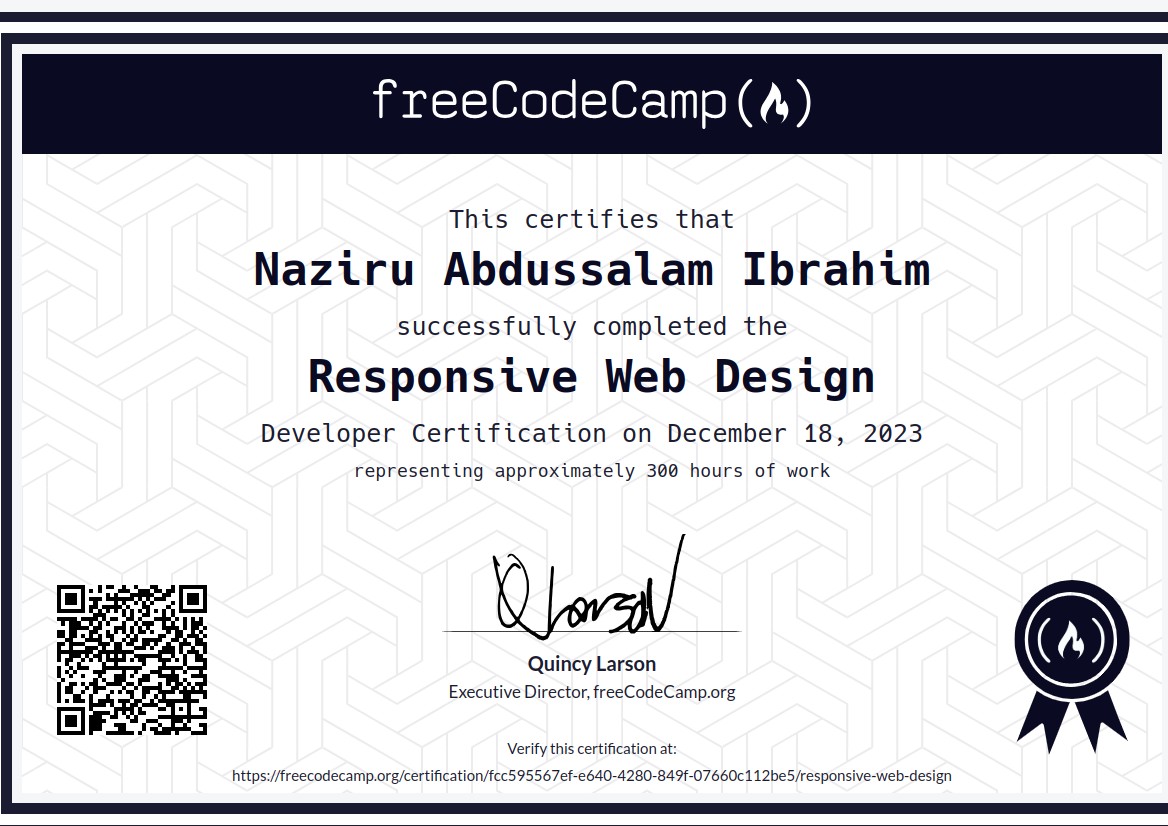 freeCodeCamp
This certifies that
Naziru Abdussalam Ibrahim
successfully completed the
Responsive Web Design
Developer Certification on December 18, 2023
representing approximately 300 hours of work
Quincy Larson
Executive Director, freeCodeCamp.org
Verify this certification at:
https://freecodecamp.org/certification/fcc595567ef-e640-4280-849f-07660c112be5/responsive-web-design